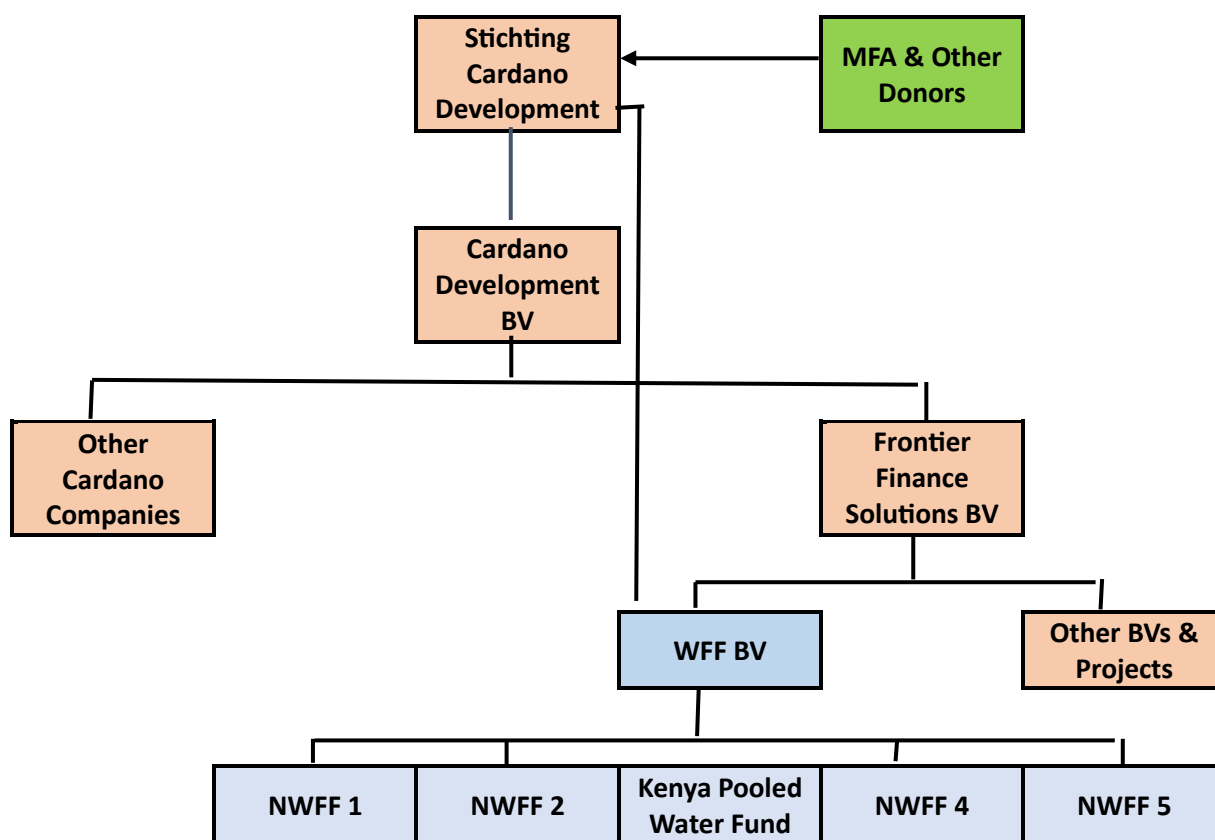 Stichting
Cardano
Development
MFA & Other
Donors
Cardano
Development
BV
Other
Cardano
Companies
Frontier
Finance
Solutions BV
WFF BV
Other BVs &
Projects
NWFF 1
NWFF 2
Kenya Pooled
Water Fund
NWFF 4
NWFF 5